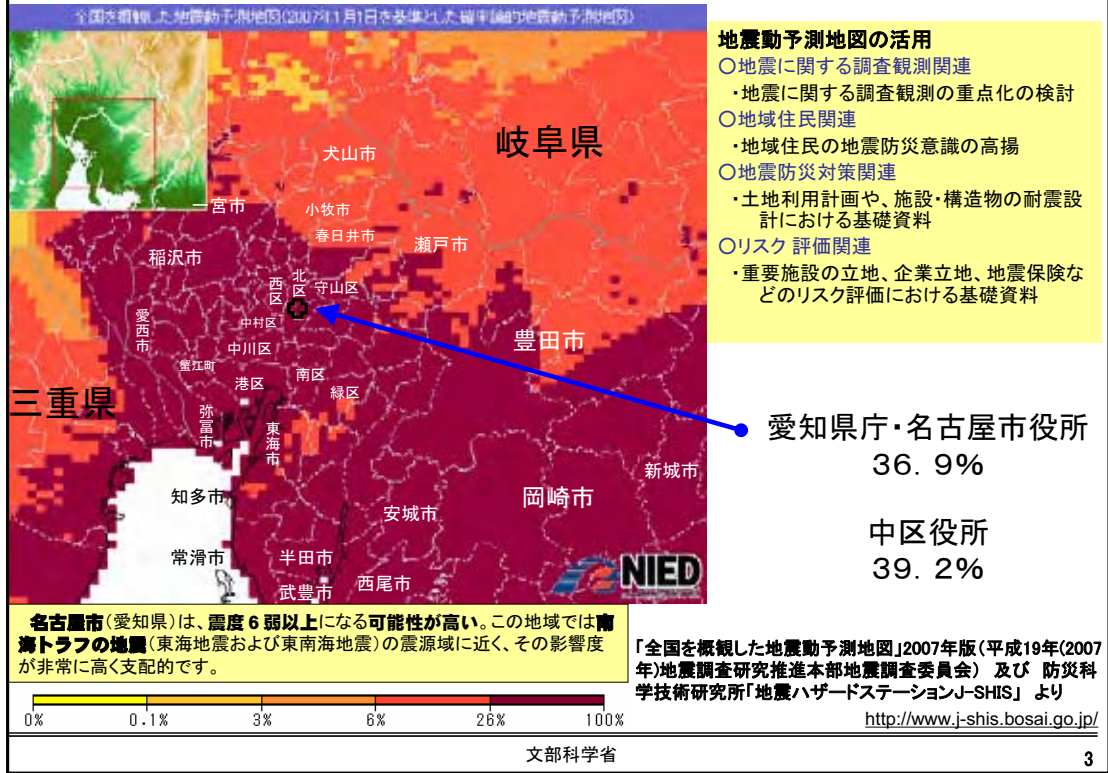 全国を概観した地震動予測地図(2007年1月1日を基準とした確率論的地震動予測地図)
岐阜県
犬山市
一宮市
小牧市
春日井市
瀬戸市
稲沢市
北区
西区
守山区
愛西市
中村区
中川区
豊田市
蟹江町
港区
南区
緑区
三重県
弥冨市
東海市
新城市
知多市
岡崎市
安城市
常滑市
半田市
武豊市
西尾市
NIED
地震動予測地図の活用
○地震に関する調査観測関連
・地震に関する調査観測の重点化の検討
○地域住民関連
・地域住民の地震防災意識の高揚
○地震防災対策関連
・土地利用計画や、施設・構造物の耐震設
計における基礎資料
○リスク 評価関連
・重要施設の立地、企業立地、地震保険な
どのリスク評価における基礎資料
愛知県庁・名古屋市役所
36.9%
中区役所
39.2%
名古屋市(愛知県)は、震度6弱以上になる可能性が高い。この地域では南
海トラフの地震(東海地震および東南海地震)の震源域に近く、その影響度
が非常に高く支配的です。
0% 0.1% 3% 6% 26% 100%
「全国を概観した地震動予測地図」2007年版(平成19年(2007
年)地震調査研究推進本部地震調査委員会) 及び 防災科
学技術研究所「地震ハザードステーションJ-SHIS」 より
http://www.j-shis.bosai.go.jp/
文部科学省
3